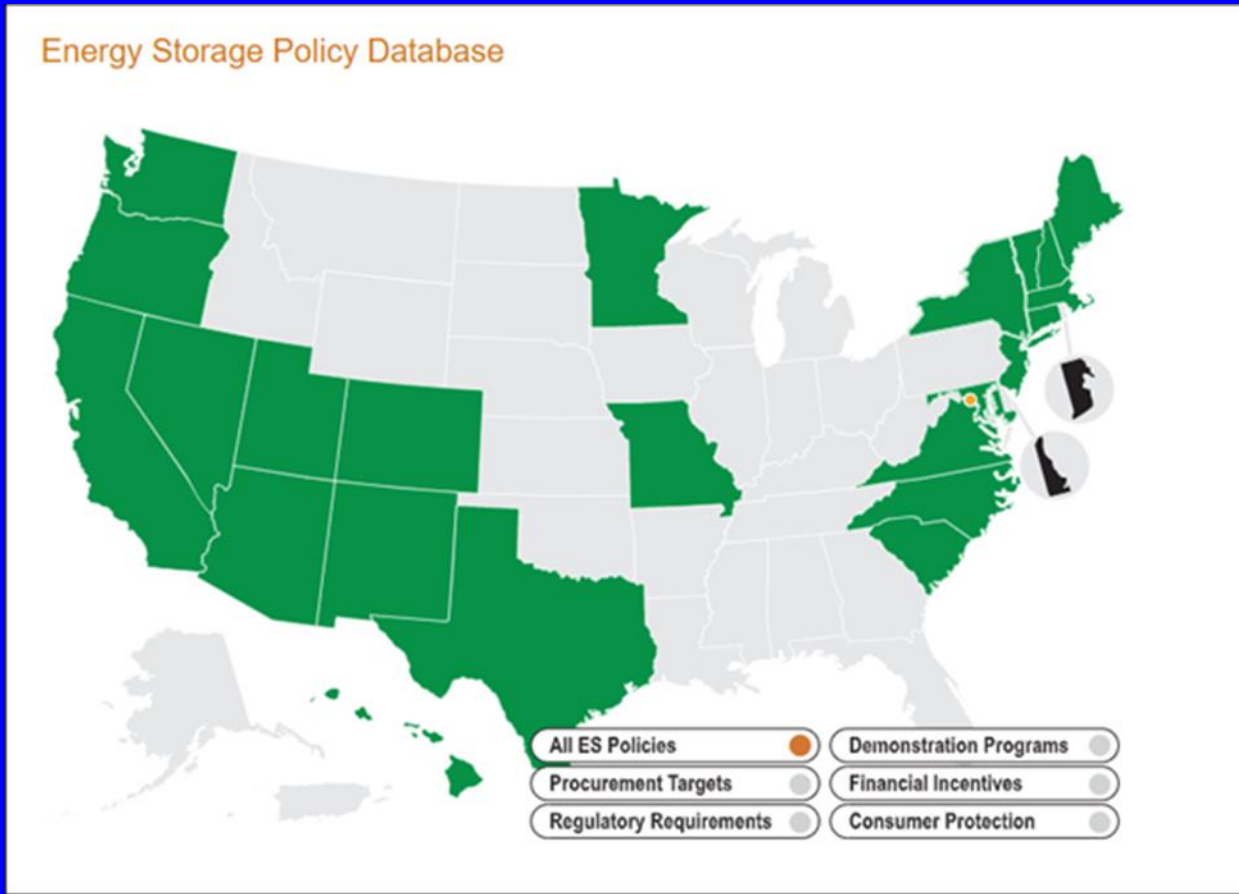 Energy Storage Policy Database
All ES Policies
Demonstration Programs
Procurement Targets
Financial Incentives
Regulatory Requirements
Consumer Protection